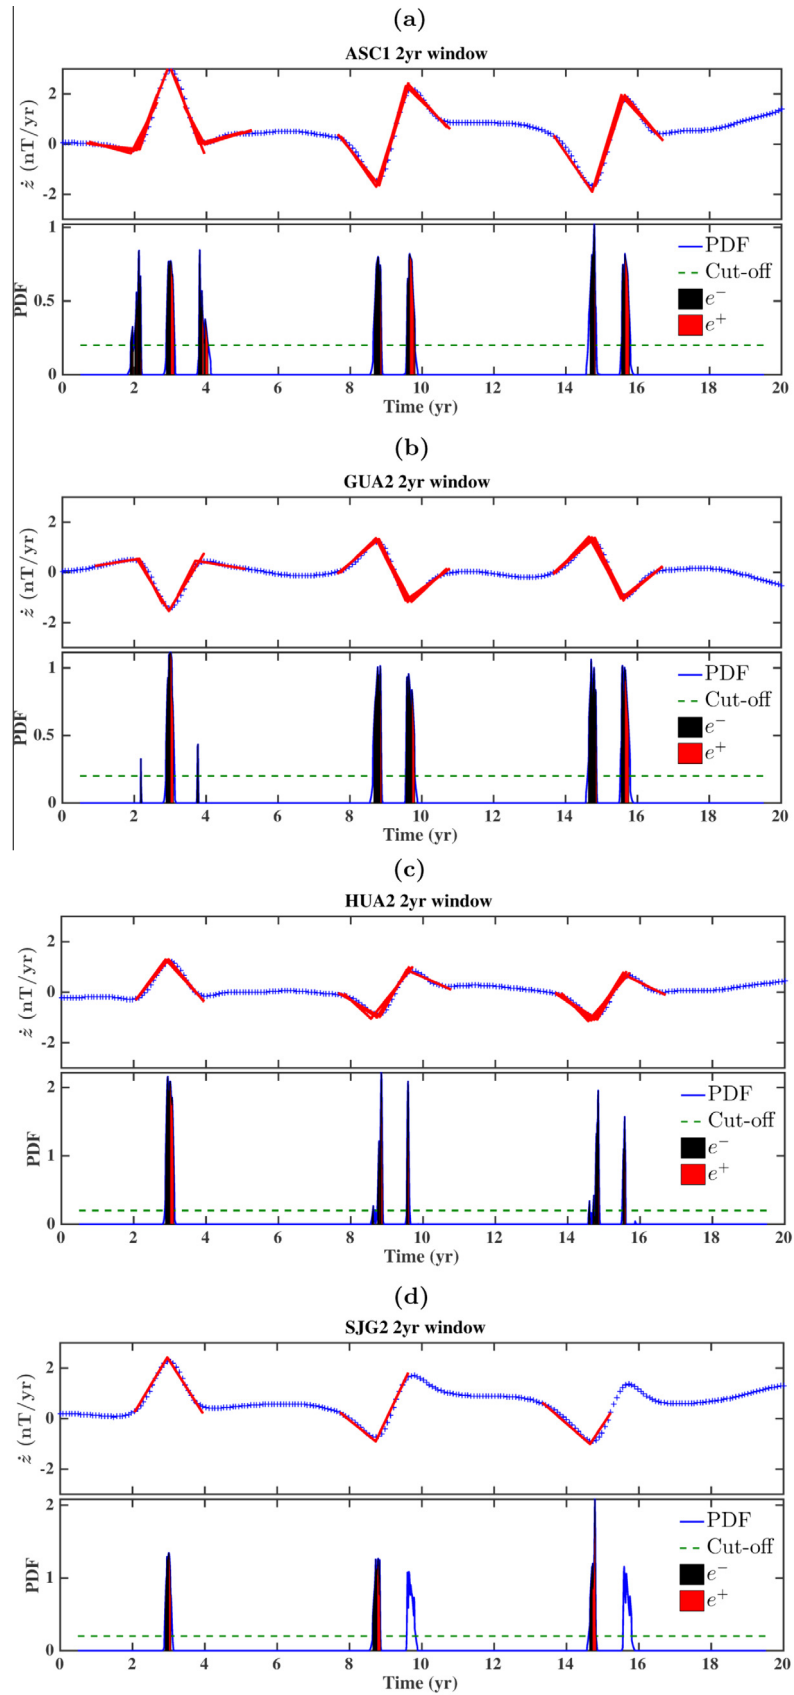 (a)
ASC1 2yr window
ż (nT/yr)
2
0
-2
PDF
1
0.5
0
PDF
Cut-off
e⁻
e⁺
0 2 4 6 8 10 12 14 16 18 20
Time (yr)
(b)
GUA2 2yr window
ż (nT/yr)
2
0
-2
PDF
1
0.5
0
PDF
Cut-off
e⁻
e⁺
0 2 4 6 8 10 12 14 16 18 20
Time (yr)
(c)
HUA2 2yr window
ż (nT/yr)
2
0
-2
PDF
2
1
0
PDF
Cut-off
e⁻
e⁺
0 2 4 6 8 10 12 14 16 18 20
Time (yr)
(d)
SJG2 2yr window
ż (nT/yr)
2
0
-2
PDF
2
1
0
PDF
Cut-off
e⁻
e⁺
0 2 4 6 8 10 12 14 16 18 20
Time (yr)